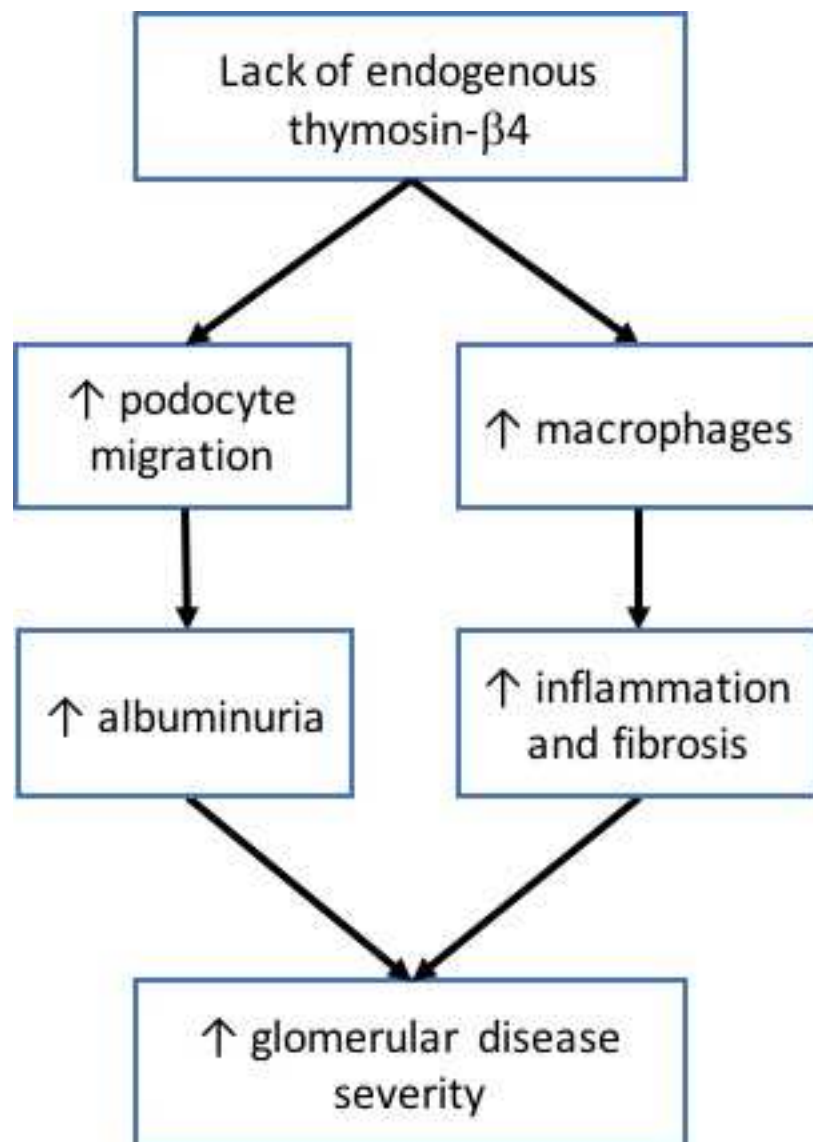 Lack of endogenous
thymosin-β4
↑ podocyte
migration
↑ macrophages
↑ albuminuria
↑ inflammation
and fibrosis
↑ glomerular disease
severity